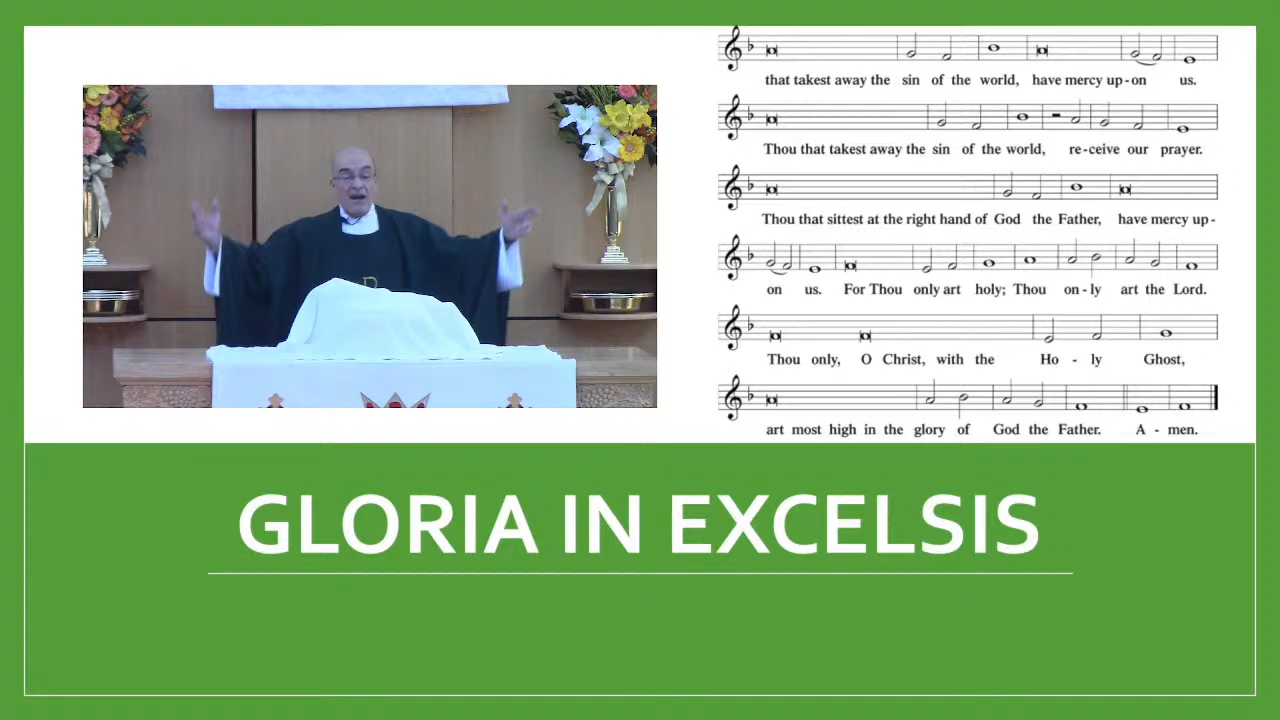 that takest away the sin of the world, have mercy up-on us.
Thou that takest away the sin of the world, re-ceive our prayer.
Thou that sittest at the right hand of God the Father, have mercy up-
on us. For Thou only art holy; Thou on-ly art the Lord.
Thou only, O Christ, with the Ho - ly Ghost,
art most high in the glory of God the Father. A - men.
GLORIA IN EXCELSIS